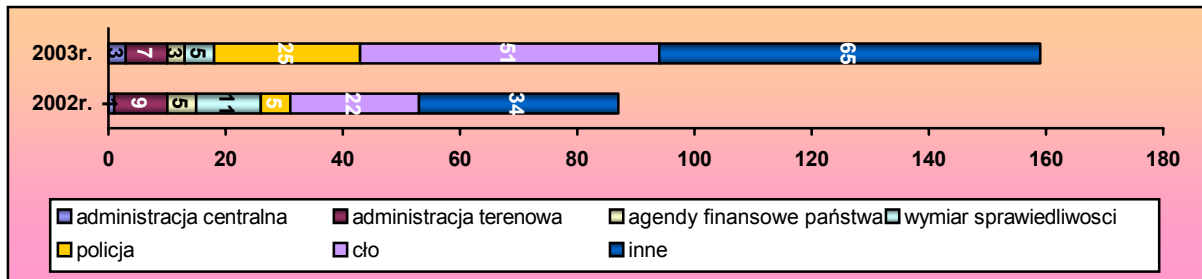 2003r. 3 7 3 5 25 51 65
2002r. 1 9 5 11 5 22 34
0 20 40 60 80 100 120 140 160 180
administracja centralna administracja terenowa agendy finansowe państwa wymiar sprawiedliwosci
policja cło inne